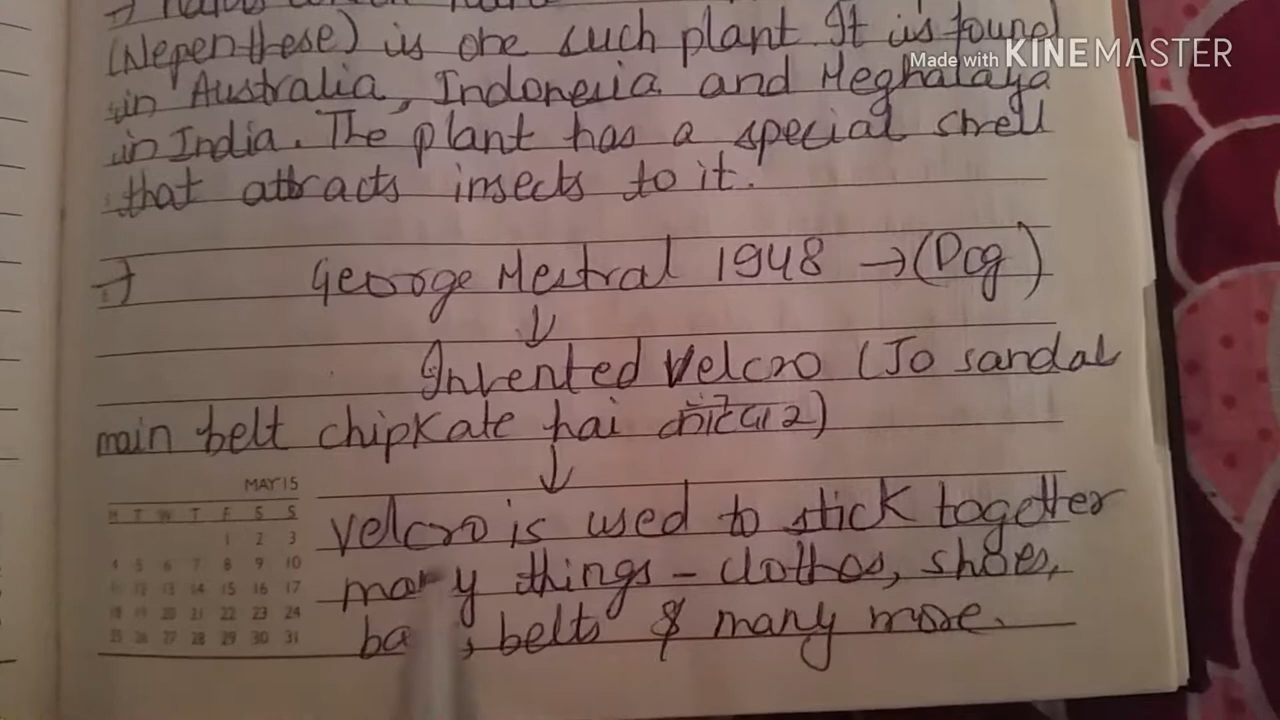 (Nepenthese) is one such plant It is found
in Australia, Indonesia and Meghalaya
in India. The plant has a special smell
that attracts insects to it.
→ George Mestral 1948 → (Dog)
↓
Invented Velcro (Jo sandal
main belt chipkate hai
↓
Velcro is used to stick together
many things - clothes, shoes,
belts & many more.
MAY'15
M T W T F S S
1 2 3
4 5 6 7 8 9 10
12 13 14 15 16 17
18 19 20 21 22 23 24
25 26 27 28 29 30 31
Made with KINEMASTER